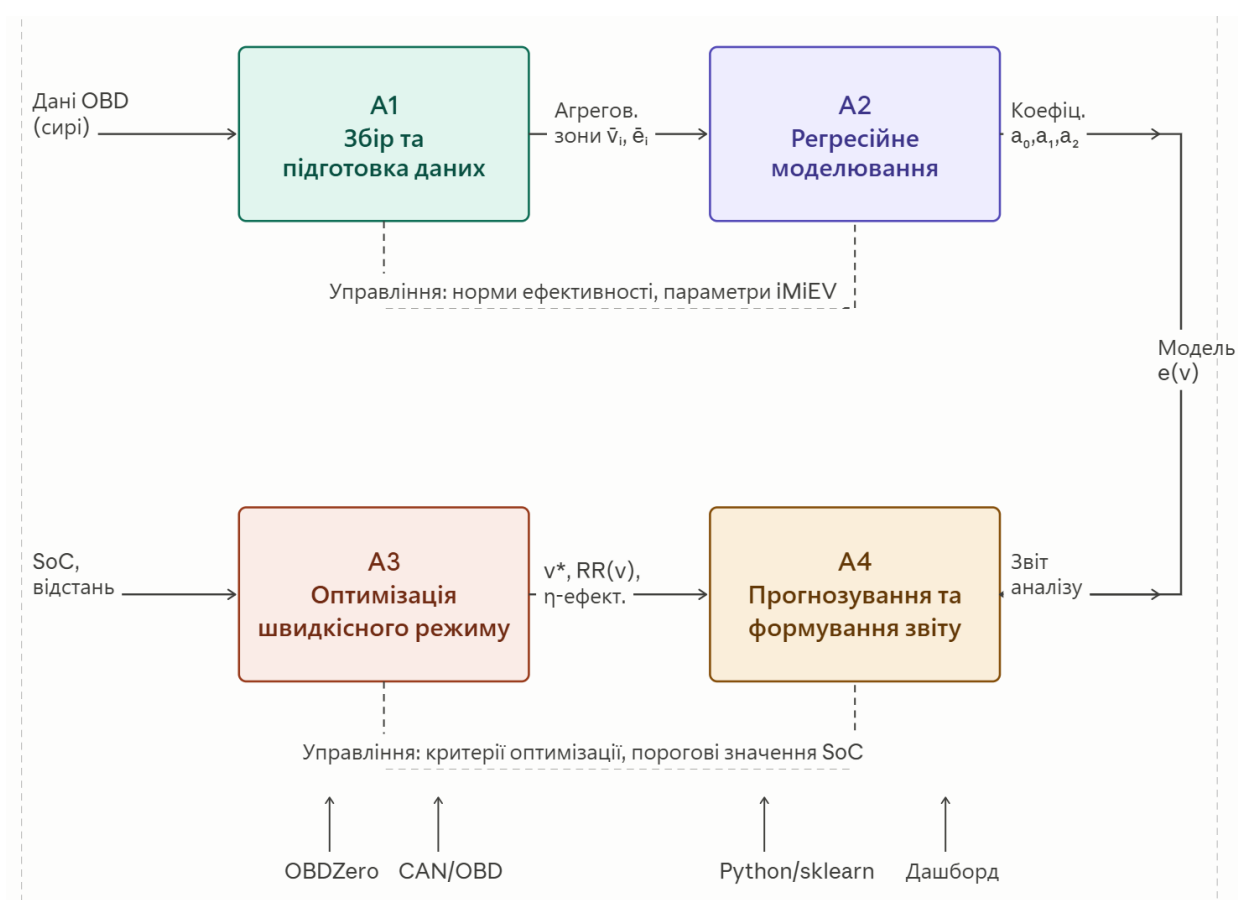 Дані OBD
(сирі)
A1
Збір та
підготовка даних
Агрегов.
зони v̄ᵢ, ēᵢ
A2
Регресійне
моделювання
Коефіц.
a₀,a₁,a₂
Управління: норми ефективності, параметри iMiEV
Модель
e(v)
SoC,
відстань
A3
Оптимізація
швидкісного режиму
v*, RR(v),
η-ефект.
A4
Прогнозування та
формування звіту
Звіт
аналізу
Управління: критерії оптимізації, порогові значення SoC
OBDZero
CAN/OBD
Python/sklearn
Дашборд